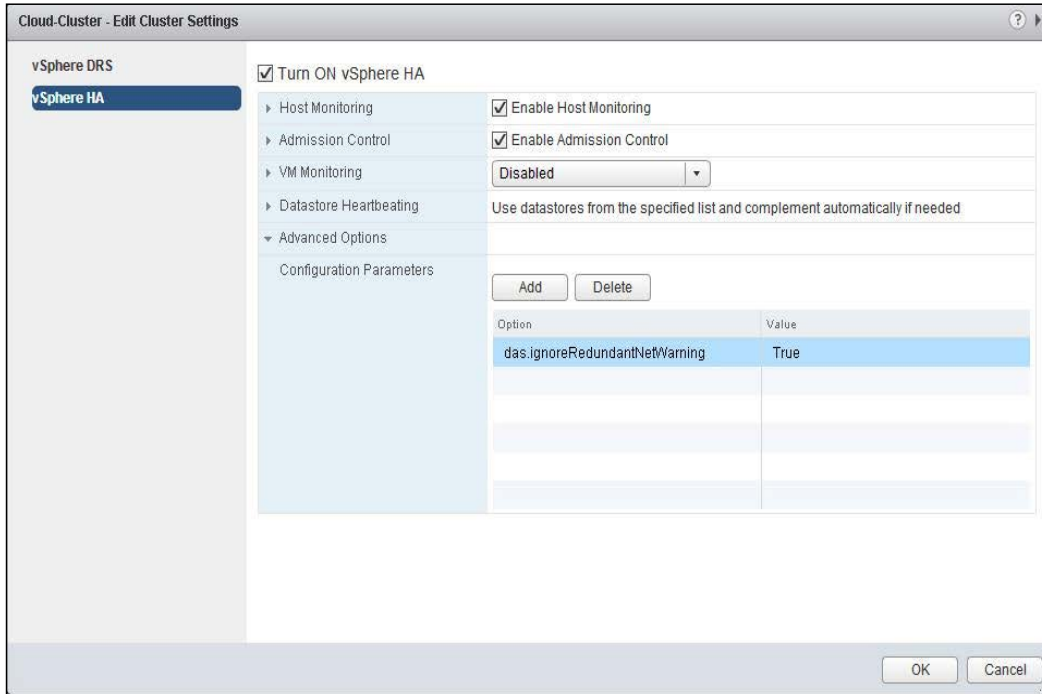 Cloud-Cluster - Edit Cluster Settings ?
vSphere DRS
vSphere HA
Turn ON vSphere HA
Host Monitoring Enable Host Monitoring
Admission Control Enable Admission Control
VM Monitoring Disabled
Datastore Heartbeating Use datastores from the specified list and complement automatically if needed
Advanced Options
Configuration Parameters
Add Delete
Option Value
das.ignoreRedundantNetWarning True
OK Cancel